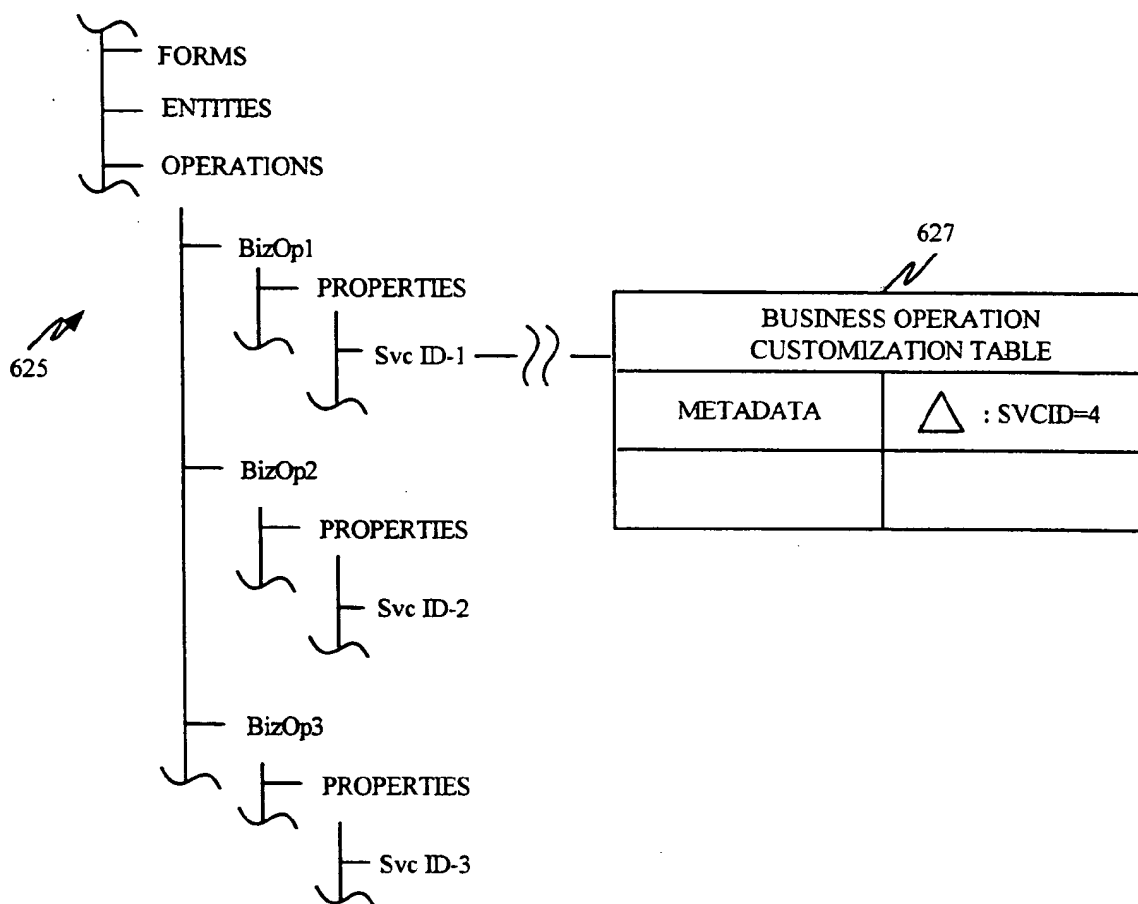 FORMS
ENTITIES
OPERATIONS
BizOp1
PROPERTIES
Svc ID-1
625
627
BUSINESS OPERATION
CUSTOMIZATION TABLE
METADATA
: SVCID=4
BizOp2
PROPERTIES
Svc ID-2
BizOp3
PROPERTIES
Svc ID-3